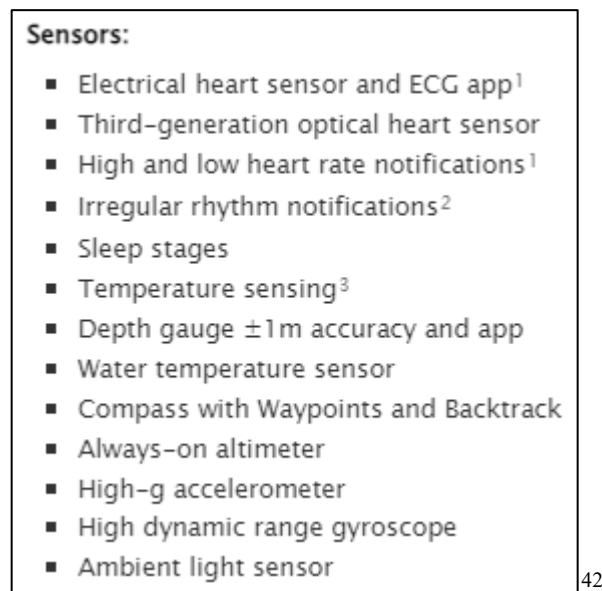 Sensors:
▪ Electrical heart sensor and ECG app¹
▪ Third-generation optical heart sensor
▪ High and low heart rate notifications¹
▪ Irregular rhythm notifications²
▪ Sleep stages
▪ Temperature sensing³
▪ Depth gauge ±1m accuracy and app
▪ Water temperature sensor
▪ Compass with Waypoints and Backtrack
▪ Always-on altimeter
▪ High-g accelerometer
▪ High dynamic range gyroscope
▪ Ambient light sensor
42